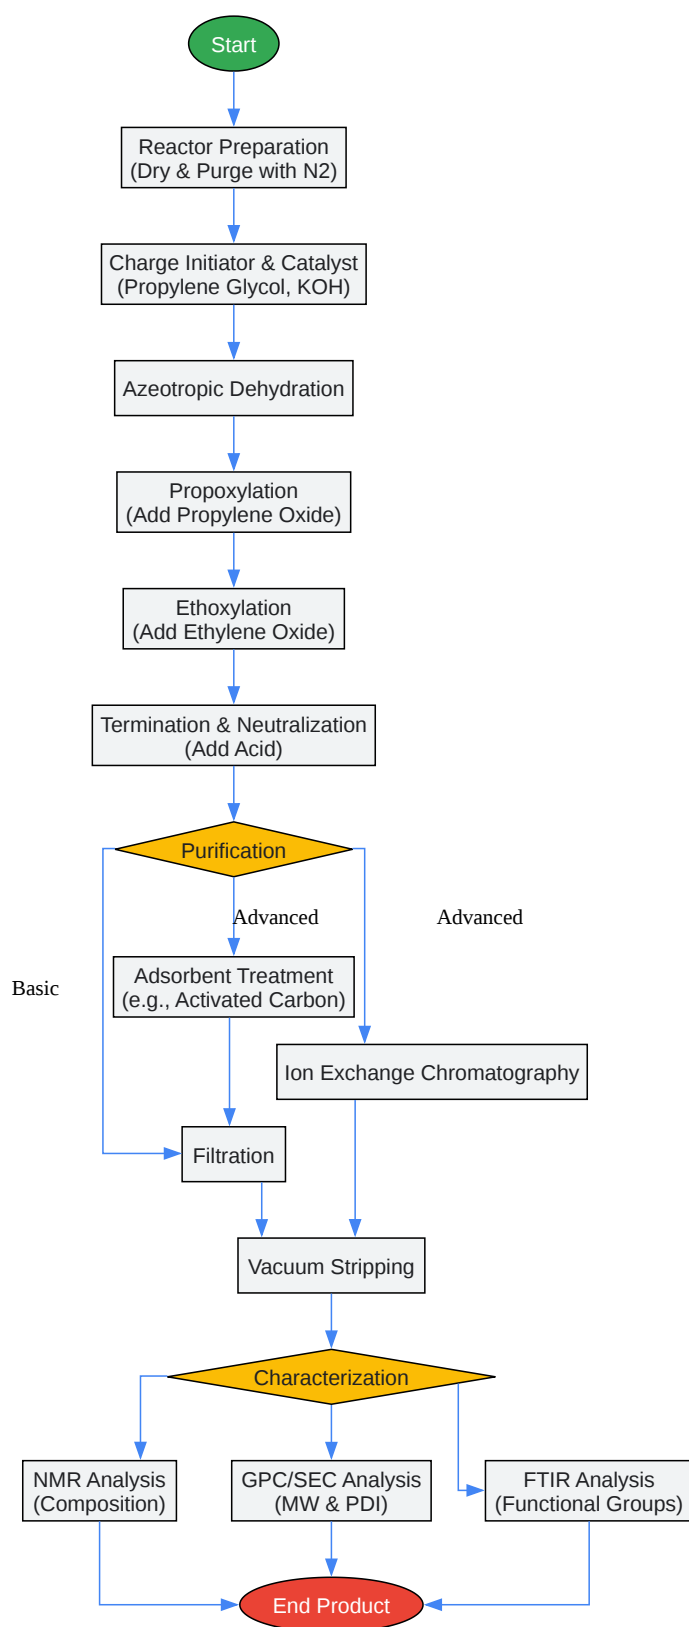 Start
Reactor Preparation
(Dry & Purge with N2)
Charge Initiator & Catalyst
(Propylene Glycol, KOH)
Azeotropic Dehydration
Propoxylation
(Add Propylene Oxide)
Ethoxylation
(Add Ethylene Oxide)
Termination & Neutralization
(Add Acid)
Purification
Advanced
Advanced
Basic
Adsorbent Treatment
(e.g., Activated Carbon)
Ion Exchange Chromatography
Filtration
Vacuum Stripping
Characterization
NMR Analysis
(Composition)
GPC/SEC Analysis
(MW & PDI)
FTIR Analysis
(Functional Groups)
End Product